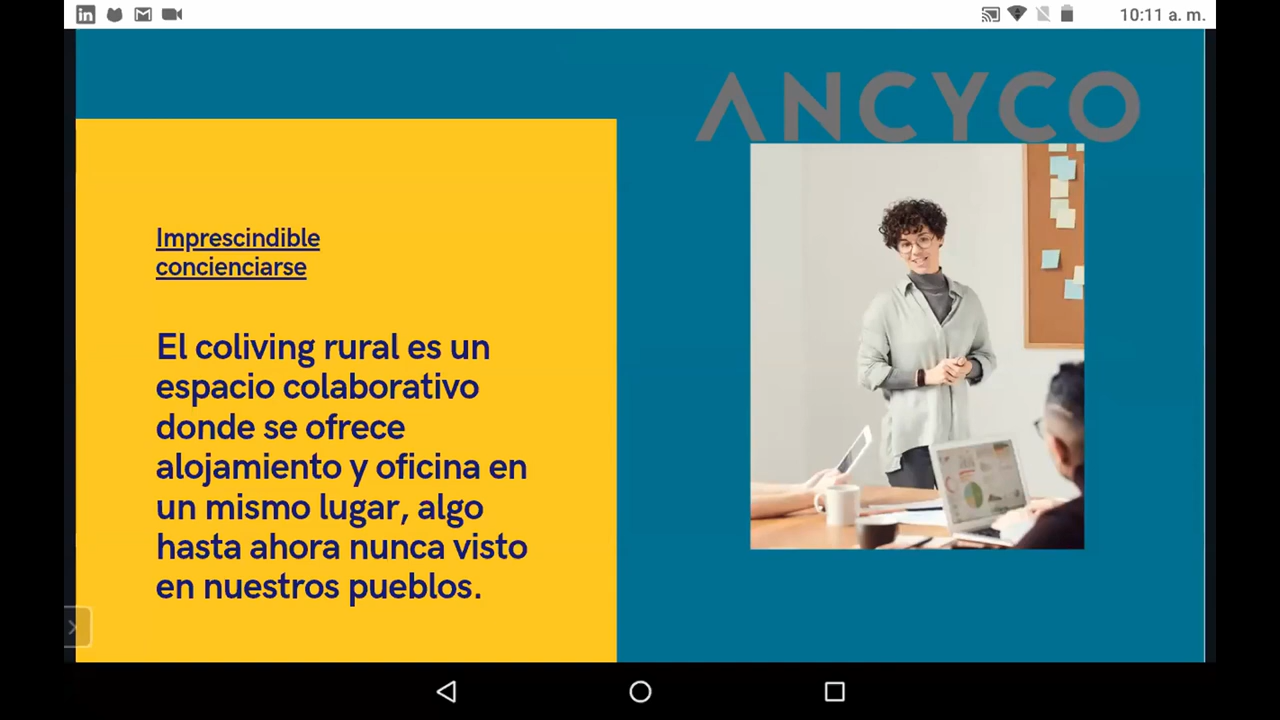 10:11 a. m.
ANCYCO
Imprescindible
concienciarse
El coliving rural es un
espacio colaborativo
donde se ofrece
alojamiento y oficina en
un mismo lugar, algo
hasta ahora nunca visto
en nuestros pueblos.